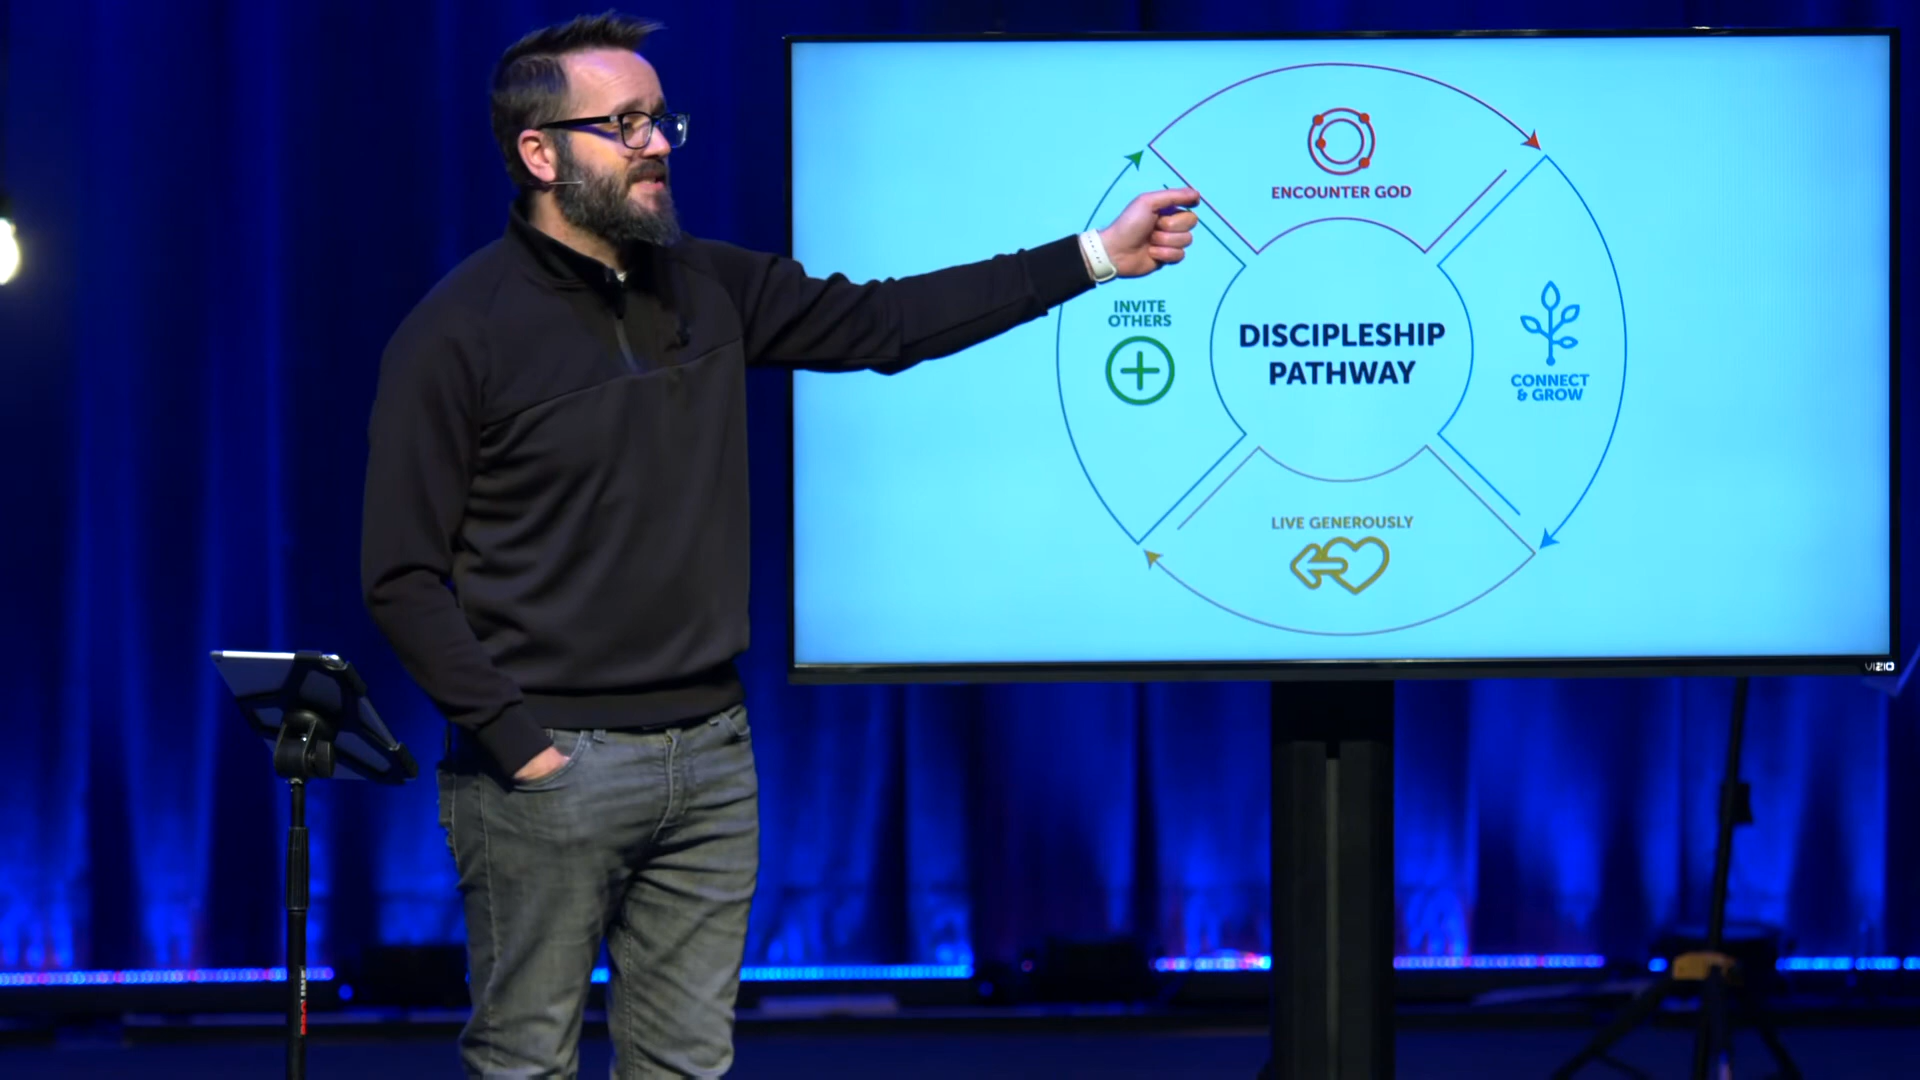 ENCOUNTER GOD
INVITE
OTHERS
DISCIPLESHIP
PATHWAY
CONNECT
& GROW
LIVE GENEROUSLY
VIZIO